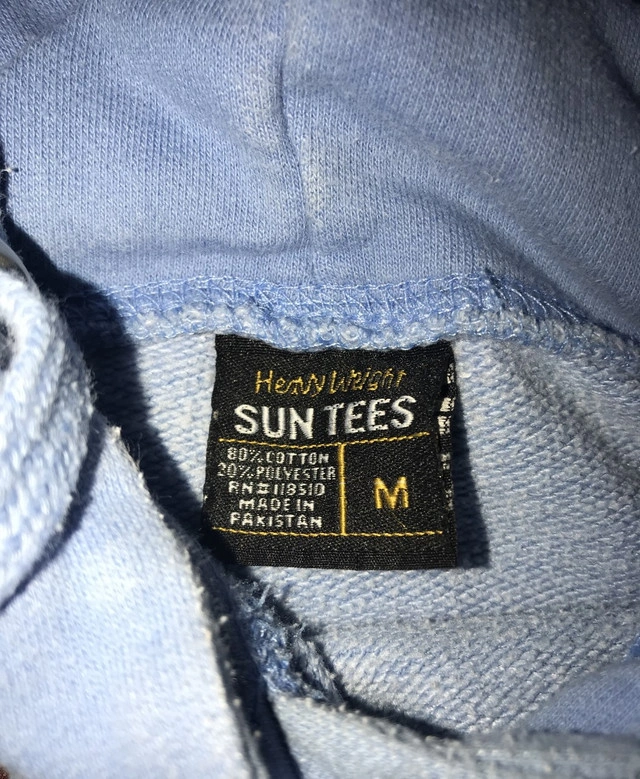 Heavy Weight
SUN TEES
80% COTTON
20% POLYESTER
RN# 118510
MADE IN
PAKISTAN
M